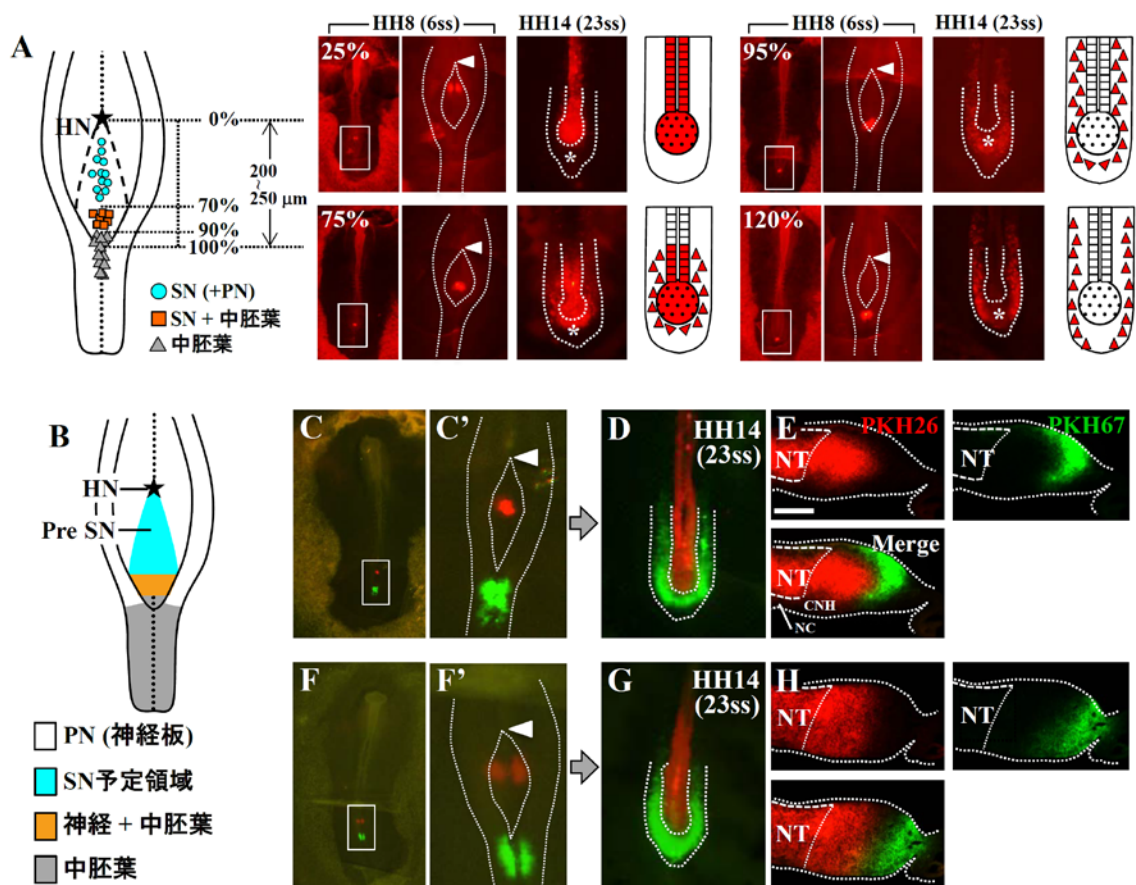 A
HN
0%
200
~
250 μm
70%
90%
100%
SN (+PN)
SN + 中胚葉
中胚葉
HH8 (6ss)
HH14 (23ss)
25%
*
75%
*
HH8 (6ss)
HH14 (23ss)
95%
*
120%
*
B
HN
Pre SN
PN (神経板)
SN予定領域
神経 + 中胚葉
中胚葉
C
C'
D
HH14
(23ss)
E
PKH26
NT
PKH67
NT
Merge
NT
CNH
NC
F
F'
G
HH14
(23ss)
H
NT
NT
NT